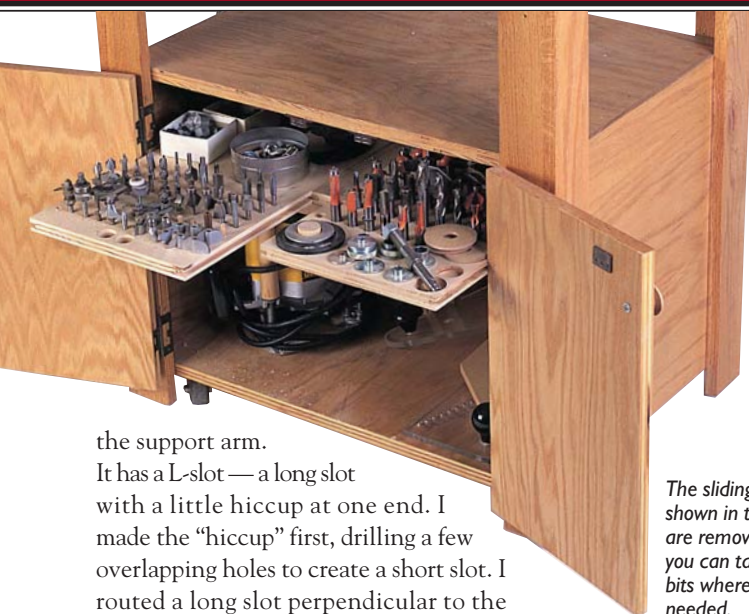 the support arm.
It has a L-slot — a long slot
with a little hiccup at one end. I
made the “hiccup” first, drilling a few
overlapping holes to create a short slot. I
routed a long slot perpendicular to the
The sliding
shown in t
are remov
you can ta
bits where
needed.